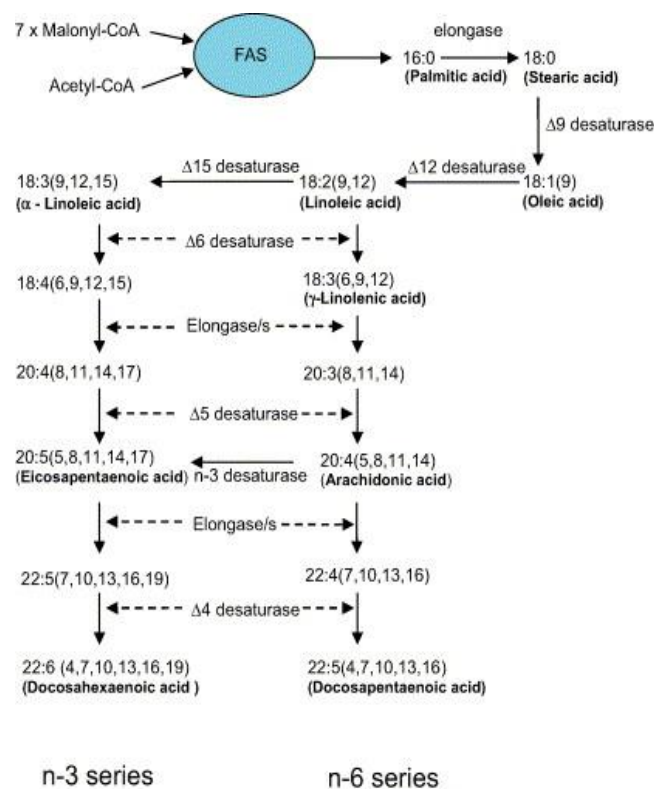 7 x Malonyl-CoA
FAS
Acetyl-CoA
elongase
16:0
(Palmitic acid)
18:0
(Stearic acid)
Δ9 desaturase
Δ15 desaturase
Δ12 desaturase
18:3(9,12,15)
(α - Linoleic acid)
18:2(9,12)
(Linoleic acid)
18:1(9)
(Oleic acid)
Δ6 desaturase
18:4(6,9,12,15)
18:3(6,9,12)
(γ-Linolenic acid)
Elongase/s
20:4(8,11,14,17)
20:3(8,11,14)
Δ5 desaturase
20:5(5,8,11,14,17)
(Eicosapentaenoic acid)
n-3 desaturase
20:4(5,8,11,14)
(Arachidonic acid)
Elongase/s
22:5(7,10,13,16,19)
22:4(7,10,13,16)
Δ4 desaturase
22:6 (4,7,10,13,16,19)
(Docosahexaenoic acid )
22:5(4,7,10,13,16)
(Docosapentaenoic acid)
n-3 series
n-6 series